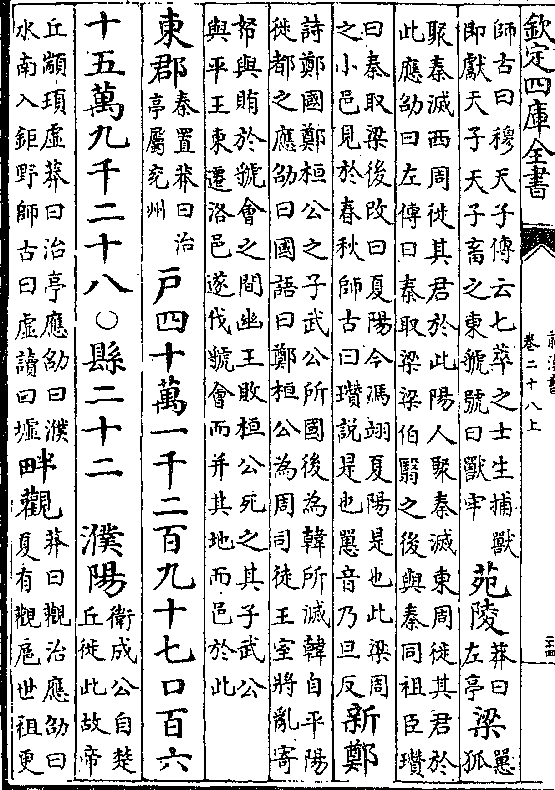 欽定四庫全書
卷二十八上
師古曰穆天子傳云七萃之士生捕獸
即獻天子天子畜之東虢號曰獸牢
苑陵
莽曰
左亭
梁
狐
聚秦滅西周徙其君於此陽人聚秦滅東周徙其君於
此應劭曰左傳曰秦取梁梁伯翳之後與秦同祖臣瓚
曰秦取梁後改曰夏陽今馮翊夏陽是也此梁周
之小邑見於春秋師古曰瓚說是也音乃旦反
新鄭
詩鄭國鄭桓公之子武公所國後為韓所滅韓自平陽
徙都之應劭曰國語曰鄭桓公為周司徒王室將亂寄
帑與賄於虢會之間幽王敗桓公死之其子武公
與平王東遷洛邑遂伐虢會而并其地而邑於此
東郡
秦置莽曰治
亭屬兖州
戸四十萬一千二百九十七口百六
十五萬九千二十八○縣二十二
濮陽
衛成公自楚
丘徙此故帝
丘顓頊虛莽曰治亭應劭曰濮
水南入鉅野師古曰虛讀曰墟
畔觀
莽曰觀治應劭曰
夏有觀扈世祖更